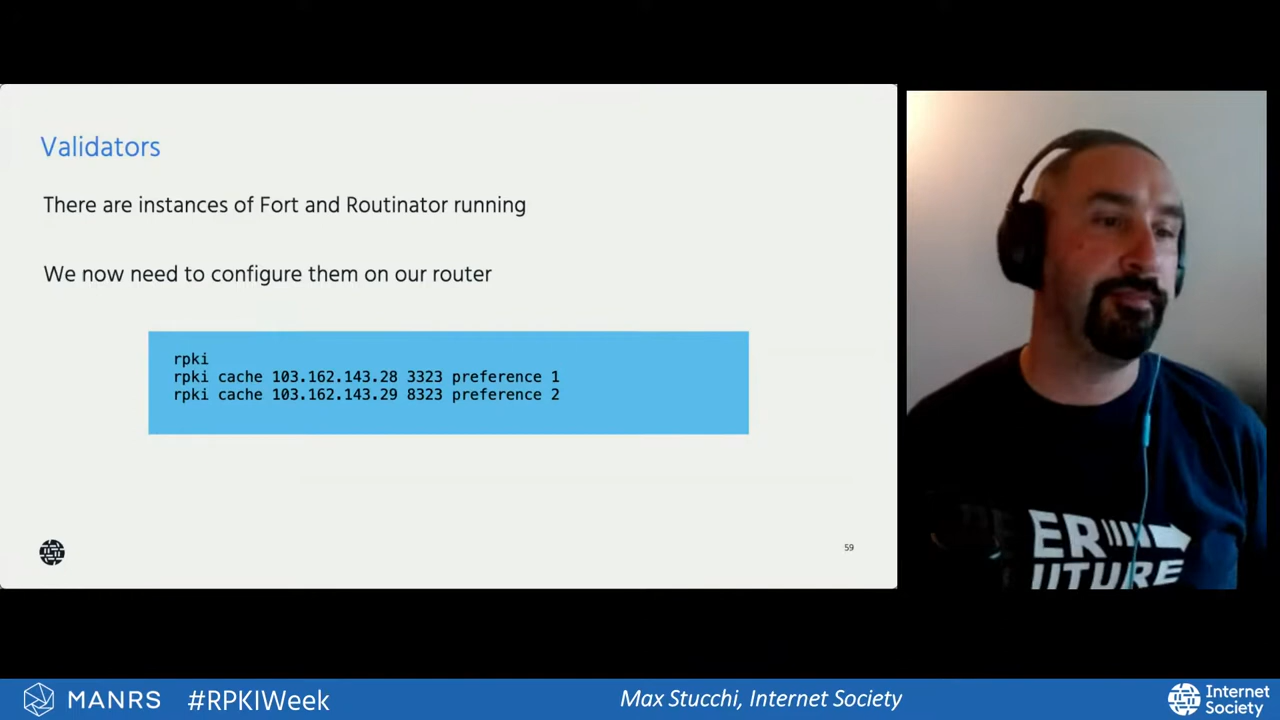 Validators
There are instances of Fort and Routinator running
We now need to configure them on our router
rpki
rpki cache 103.162.143.28 3323 preference 1
rpki cache 103.162.143.29 8323 preference 2
59
ER
MANRS
#RPKIWeek
Max Stucchi, Internet Society
Internet
Society